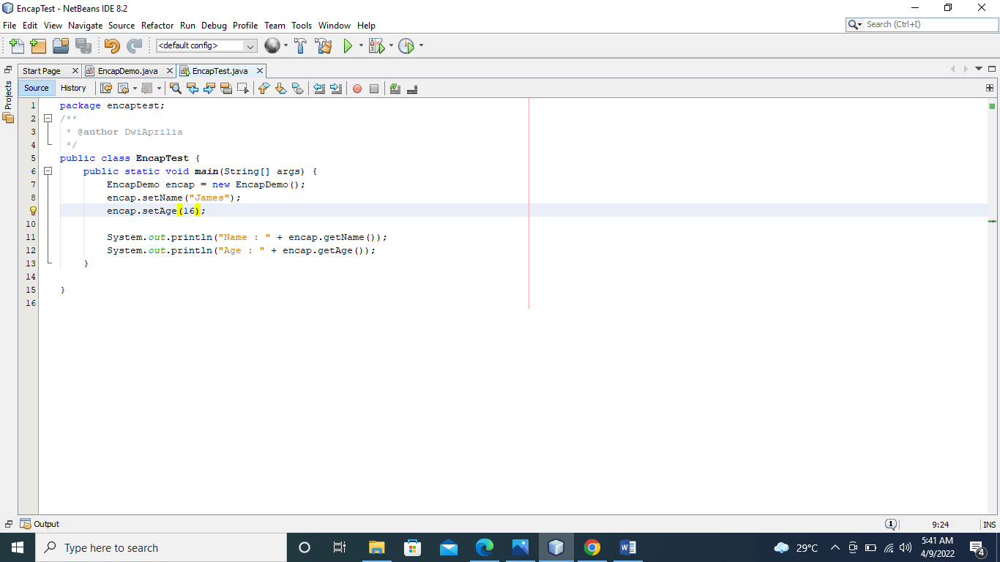 EncapTest - NetBeans IDE 8.2
File Edit View Navigate Source Refactor Run Debug Profile Team Tools Window Help
Search (Ctrl+I)
<default config>
Start Page EncapDemo.java EncapTest.java
Projects
Source History
1 package encaptest;
2 /**
3 * @author DwiAprilia
4 */
5 public class EncapTest {
6 public static void main(String[] args) {
7 EncapDemo encap = new EncapDemo();
8 encap.setName("James");
encap.setAge(16);
10
11 System.out.println("Name : " + encap.getName());
12 System.out.println("Age : " + encap.getAge());
13 }
14
15 }
16
Output
1 9:24 INS
Type here to search
29°C
5:41 AM
4/9/2022
4